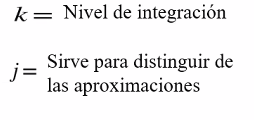 k = Nivel de integración
j = Sirve para distinguir de
las aproximaciones